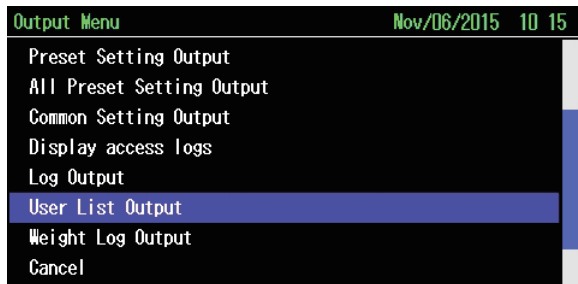 Output Menu Nov/06/2015 10 15
Preset Setting Output
All Preset Setting Output
Common Setting Output
Display access logs
Log Output
User List Output
Weight Log Output
Cancel